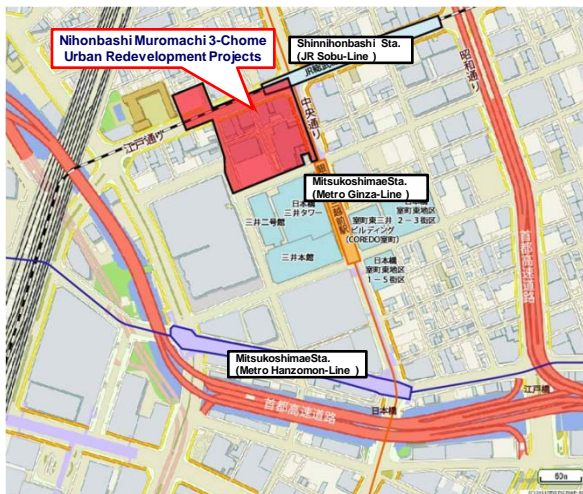 Nihonbashi Muromachi 3-Chome
Urban Redevelopment Projects
Shinnihonbashi Sta.
(JR Sobu-Line )
JR総武
昭和通り
中央通り
江戸通り
MitsukoshimaeSta.
(Metro Ginza-Line )
日本橋
三井タワー
三井二号館
三井本館
室町東三井
ビルディング
(COREDO室町)
室町東地区
2－3街区
日本橋
室町東地区
1－5街区
首都高速道路
MitsukoshimaeSta.
(Metro Hanzomon-Line )
首都高速道路
日本橋
江戸橋